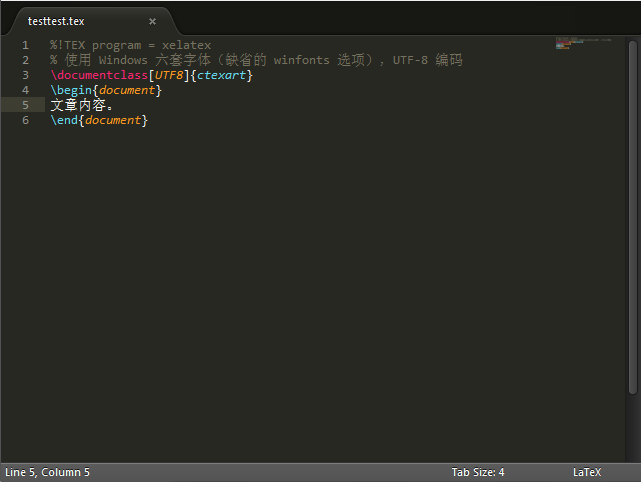 testtest.tex ×
1 %!TEX program = xelatex
2 % 使用 Windows 六套字体（缺省的 winfonts 选项），UTF-8 编码
3 \documentclass[UTF8]{ctexart}
4 \begin{document}
5 文章内容。
6 \end{document}
Line 5, Column 5 Tab Size: 4 LaTeX